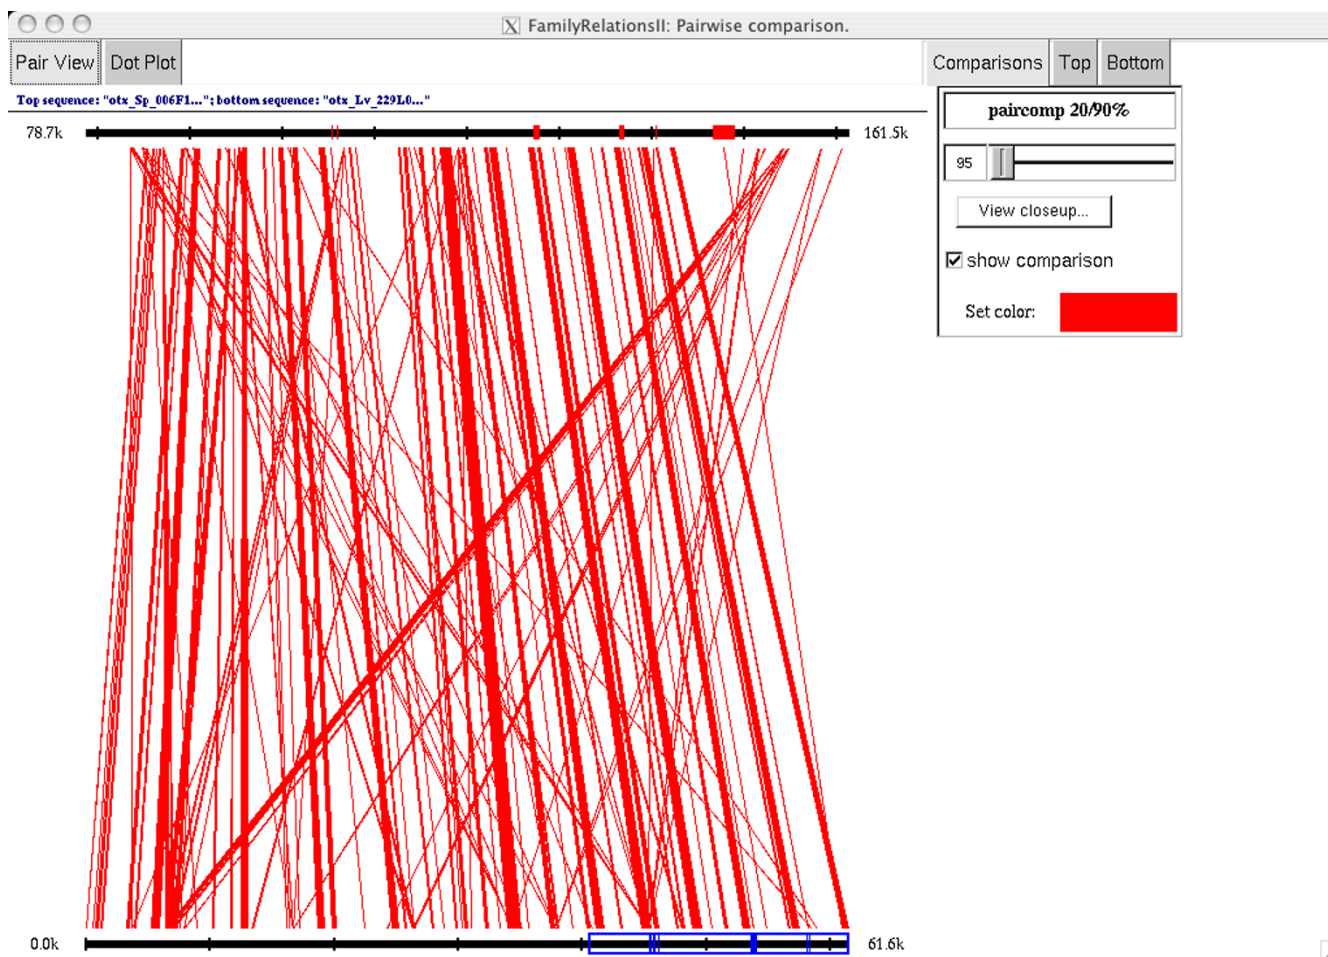 X FamilyRelationsII: Pairwise comparison.
Pair View Dot Plot Comparisons Top Bottom
Top sequence: "otx_Sp_006F1..."; bottom sequence: "otx_Lv_229L0..."
paircomp 20/90%
78.7k 161.5k
95
View closeup...
show comparison
Set color:
0.0k 61.6k